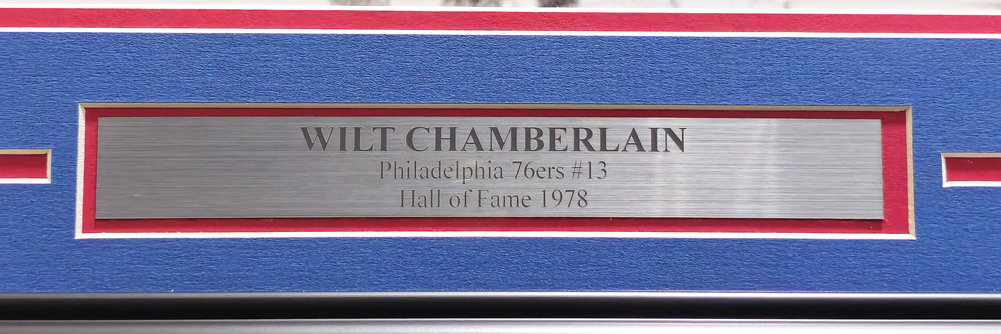 WILT CHAMBERLAIN
Philadelphia 76ers #13
Hall of Fame 1978